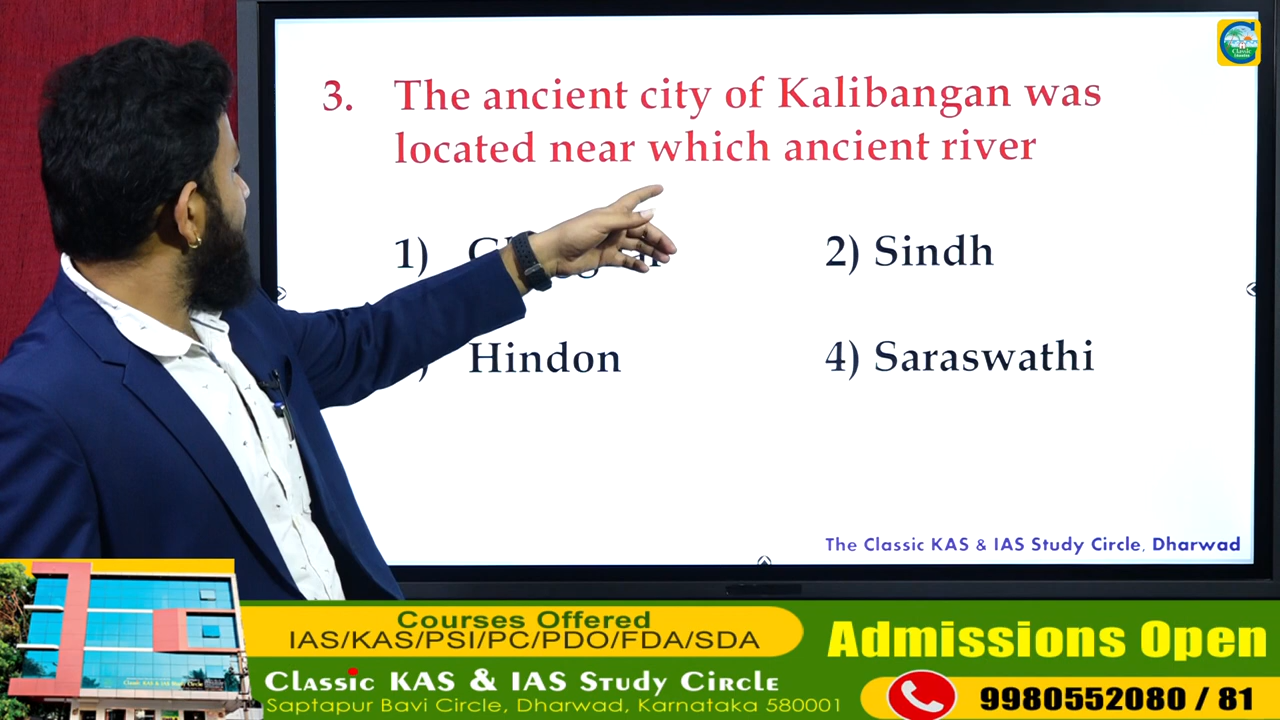 3. The ancient city of Kalibangan was
located near which ancient river
1)
2) Sindh
Hindon
4) Saraswathi
The Classic KAS & IAS Study Circle, Dharwad
Courses Offered
IAS/KAS/PSI/PC/PDO/FDA/SDA
Classic KAS & IAS Study Circle
Saptapur Bavi Circle, Dharwad, Karnataka 580001
Admissions Open
9980552080 / 81